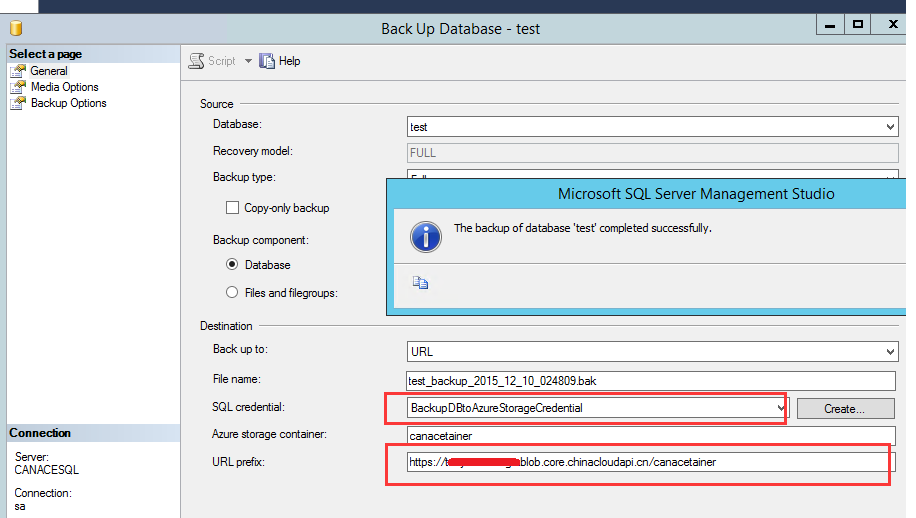 Back Up Database - test
Select a page
General
Media Options
Backup Options
Script
Help
Source
Database:
test
Recovery model:
FULL
Backup type:
Copy-only backup
Backup component:
Database
Files and filegroups:
Microsoft SQL Server Management Studio
The backup of database 'test' completed successfully.
Destination
Back up to:
URL
File name:
test_backup_2015_12_10_024809.bak
SQL credential:
BackupDBtoAzureStorageCredential
Create...
Azure storage container:
canacetainer
URL prefix:
blob.core.chinacloudapi.cn/canacetainer
Connection
Server:
CANACESQL
Connection:
sa